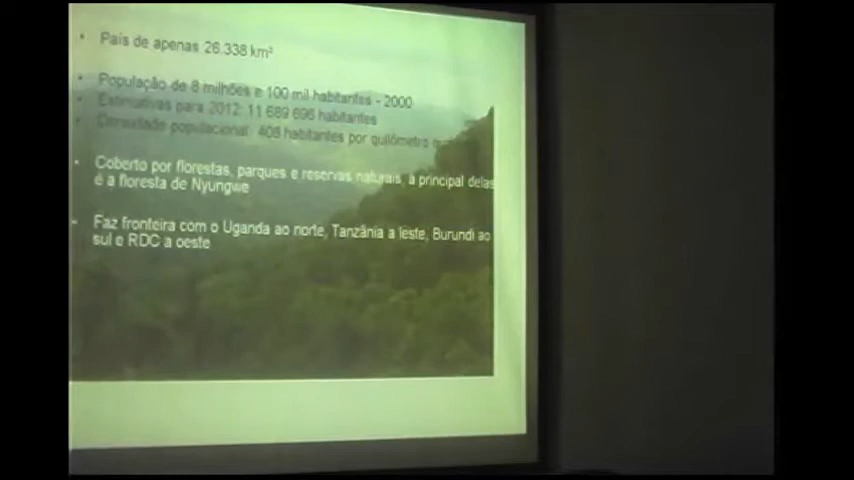 • País de apenas 26.338 km²
• População de 8 milhões e 100 mil habitantes - 2000
• Estimativas para 2012: 11 689 696 habitantes
• Densidade populacional: 408 habitantes por quilômetro
• Coberto por florestas, parques e reservas naturais, a principal delas
é a floresta de Nyungwe
• Faz fronteira com o Uganda ao norte, Tanzânia a leste, Burundi ao
sul e RDC a oeste